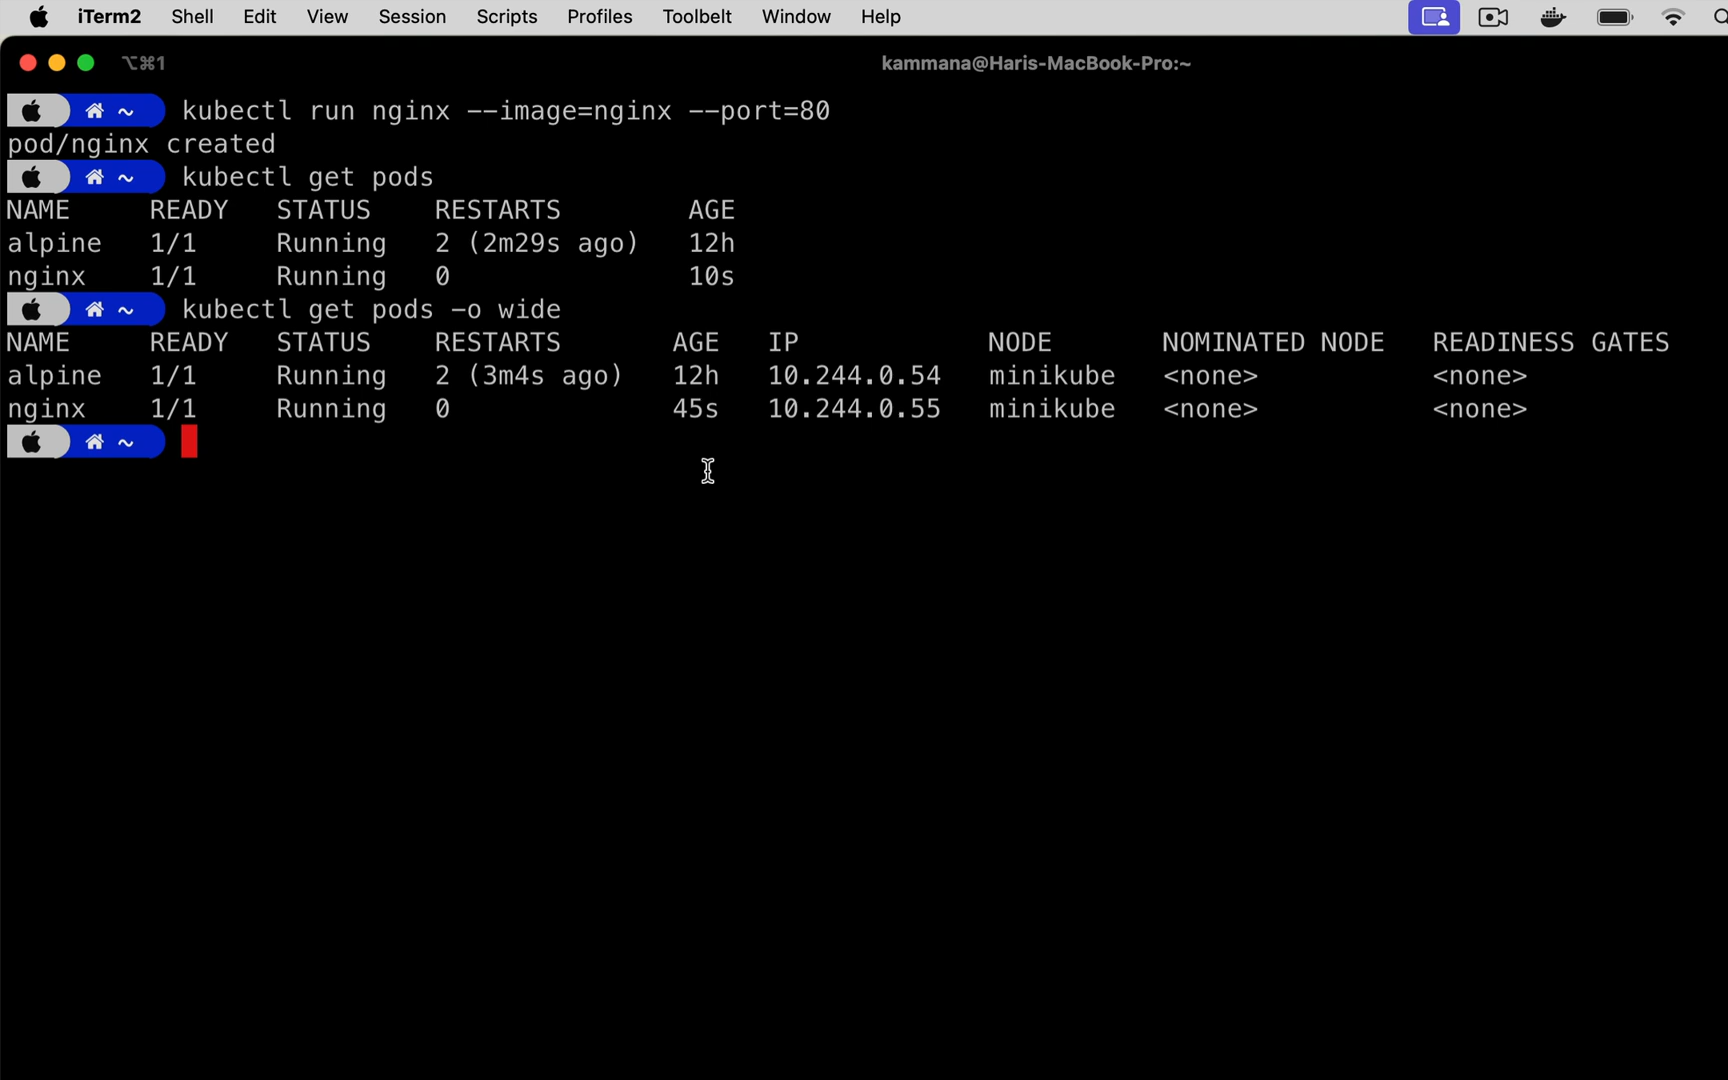 iTerm2 Shell Edit View Session Scripts Profiles Toolbelt Window Help
⌥⌘1 kammana@Haris-MacBook-Pro:~
~ kubectl run nginx --image=nginx --port=80
pod/nginx created
~ kubectl get pods
NAME READY STATUS RESTARTS AGE
alpine 1/1 Running 2 (2m29s ago) 12h
nginx 1/1 Running 0 10s
~ kubectl get pods -o wide
NAME READY STATUS RESTARTS AGE IP NODE NOMINATED NODE READINESS GATES
alpine 1/1 Running 2 (3m4s ago) 12h 10.244.0.54 minikube <none> <none>
nginx 1/1 Running 0 45s 10.244.0.55 minikube <none> <none>
~